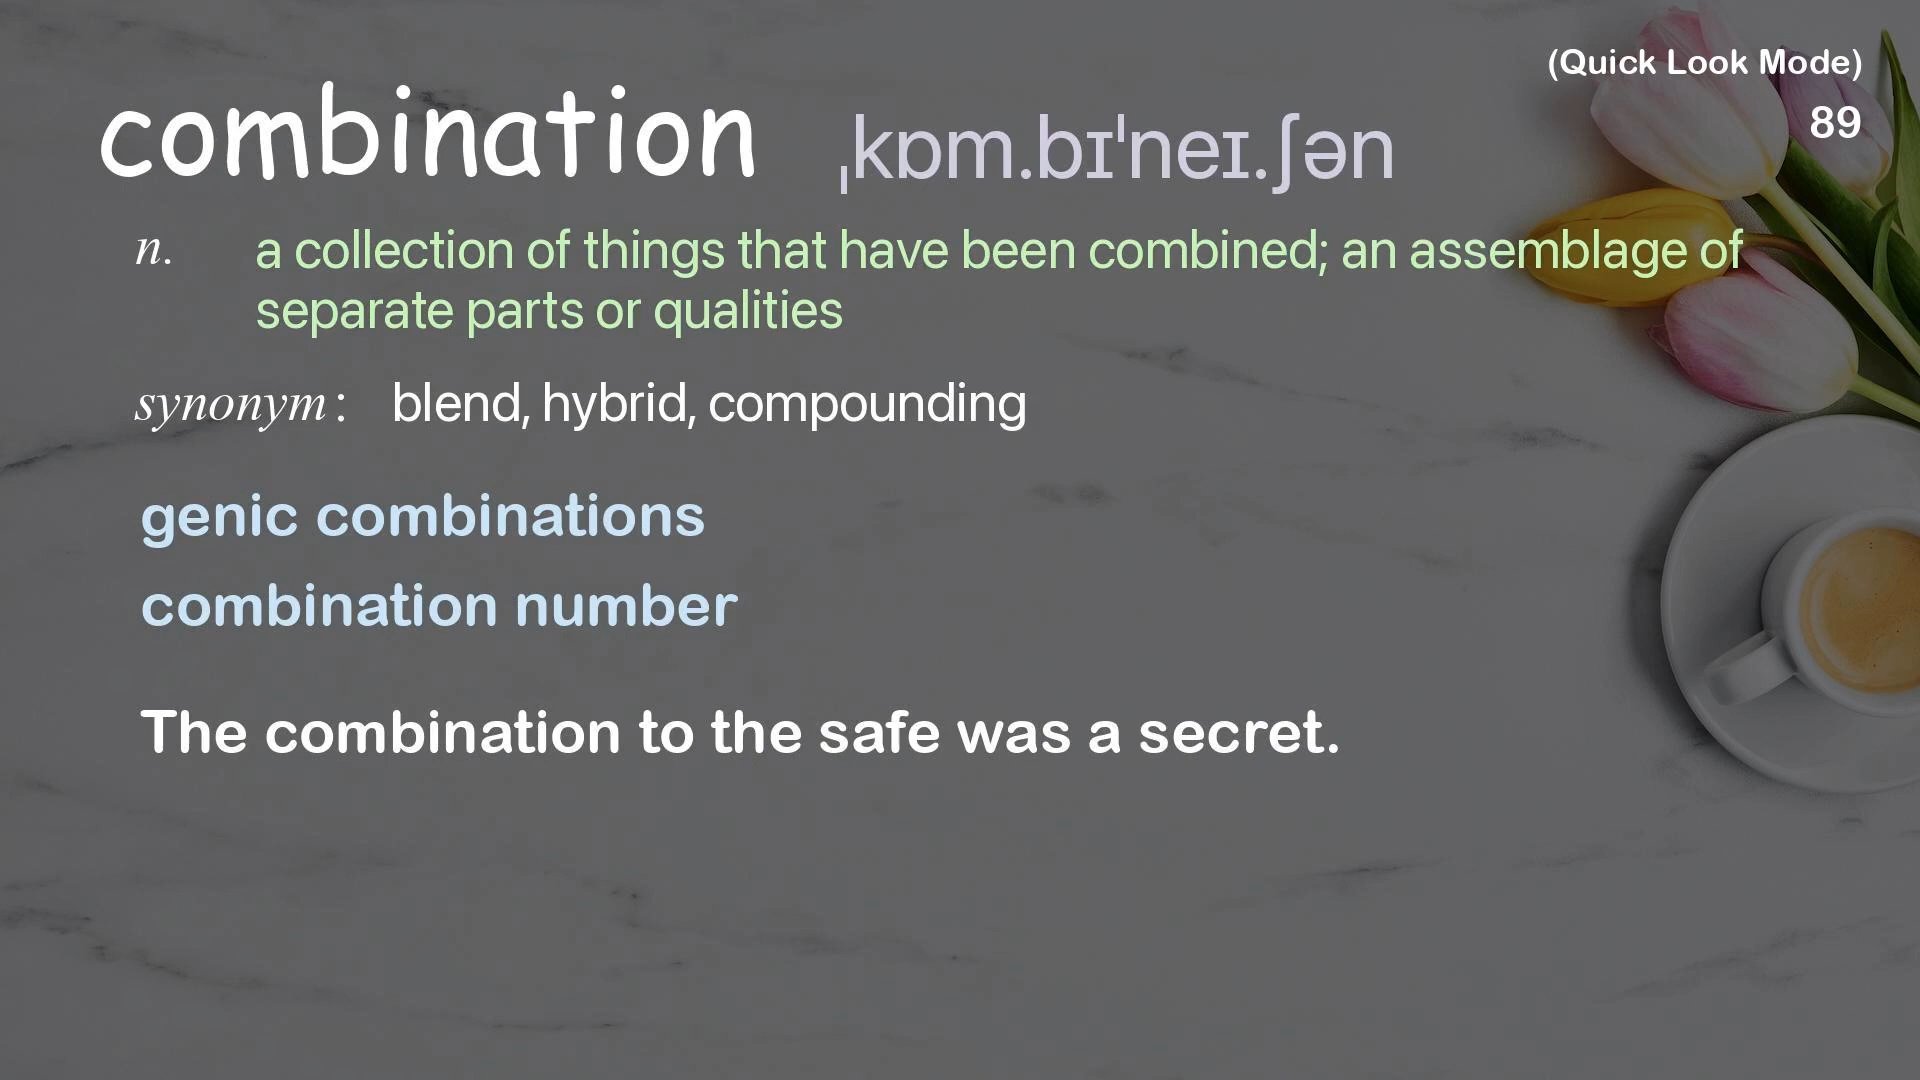 (Quick Look Mode)
89
combination ˌkɒm.bɪˈneɪ.ʃən
n. a collection of things that have been combined; an assemblage of
separate parts or qualities
synonym: blend, hybrid, compounding
genic combinations
combination number
The combination to the safe was a secret.